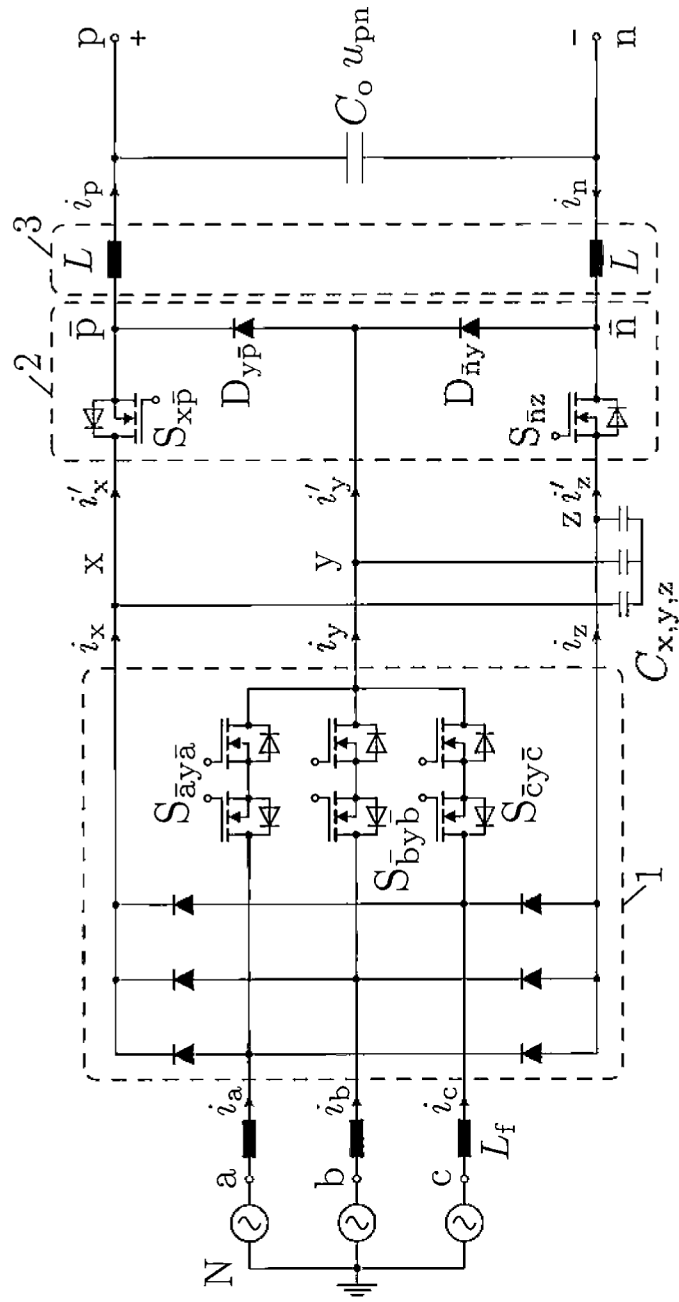 N
a
b
c
i_a
i_b
i_c
L_f
1
S_āyā
S_b̄yb̄
S_c̄yc̄
i_x
i_y
i_z
x
y
z
C_x,y,z
i'_x
i'_y
i'_z
2
S_xp̄
D_yp̄
D_n̄y
S_n̄z
p̄
n̄
3
L
L
i_p
i_n
C_o u_pn
p
+
−
n